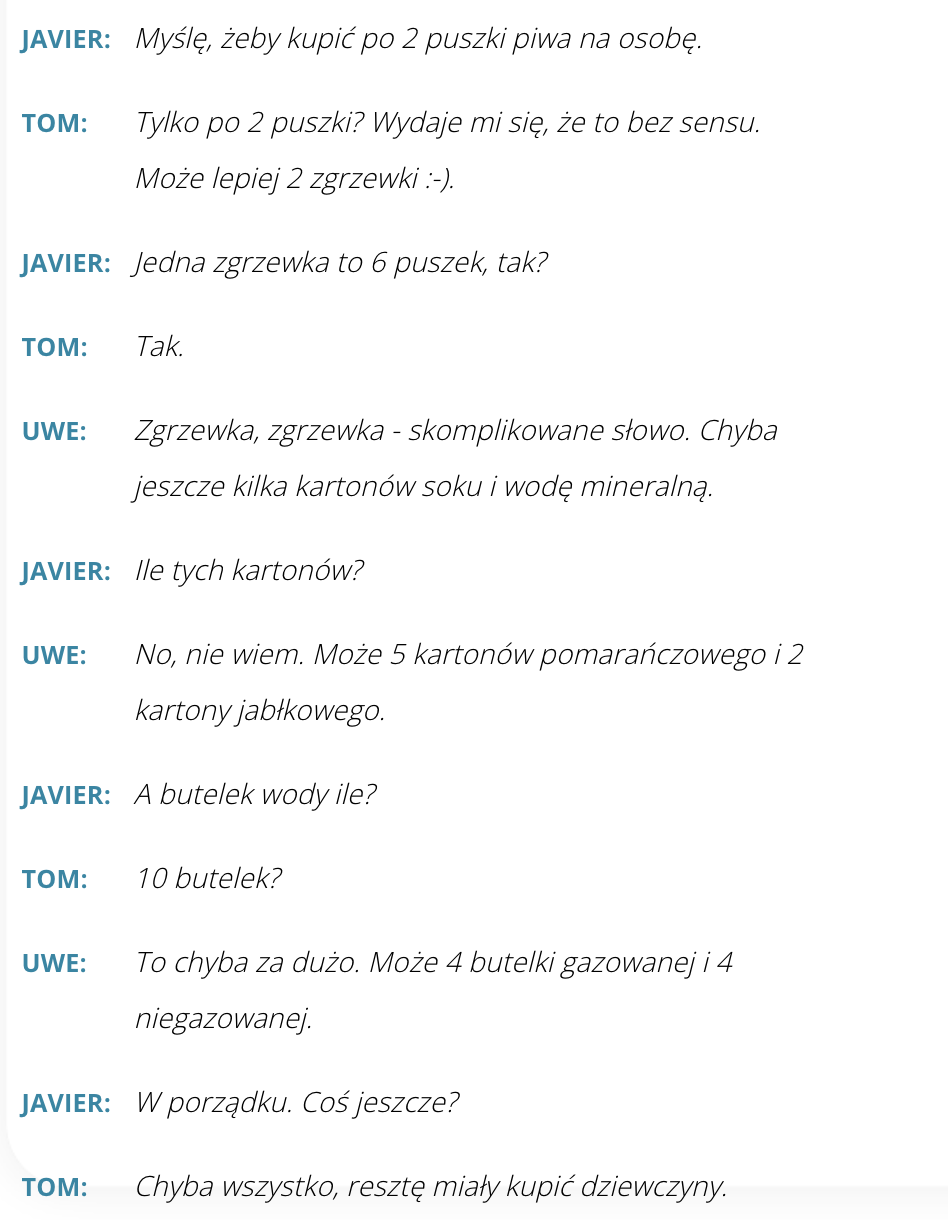 JAVIER: Myślę, żeby kupić po 2 puszki piwa na osobę.
TOM: Tylko po 2 puszki? Wydaje mi się, że to bez sensu.
Może lepiej 2 zgrzewki :-).
JAVIER: Jedna zgrzewka to 6 puszek, tak?
TOM: Tak.
UWE: Zgrzewka, zgrzewka - skomplikowane słowo. Chyba
jeszcze kilka kartonów soku i wodę mineralną.
JAVIER: Ile tych kartonów?
UWE: No, nie wiem. Może 5 kartonów pomarańczowego i 2
kartony jabłkowego.
JAVIER: A butelek wody ile?
TOM: 10 butelek?
UWE: To chyba za dużo. Może 4 butelki gazowanej i 4
niegazowanej.
JAVIER: W porządku. Coś jeszcze?
TOM: Chyba wszystko, resztę miały kupić dziewczyny.